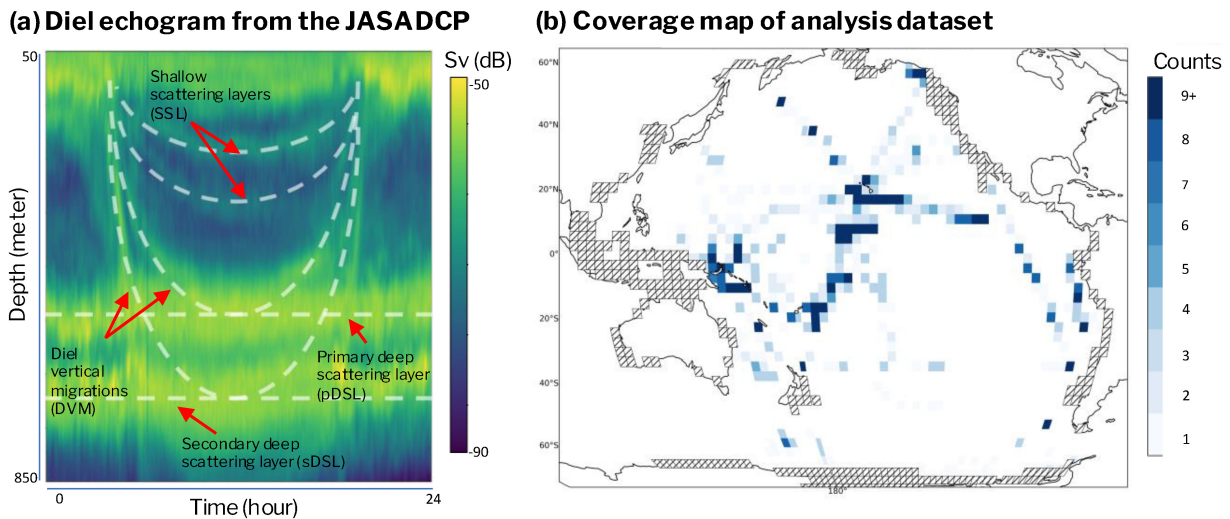 (a) Diel echogram from the JASADCP
50
Depth (meter)
850
Shallow
scattering layers
(SSL)
Diel
vertical
migrations
(DVM)
Primary deep
scattering layer
(pDSL)
Secondary deep
scattering layer (sDSL)
0
24
Time (hour)
Sv (dB)
-50
-90
(b) Coverage map of analysis dataset
60°N
40°N
20°N
0°
20°S
40°S
60°S
180°
Counts
9+
8
7
6
5
4
3
2
1